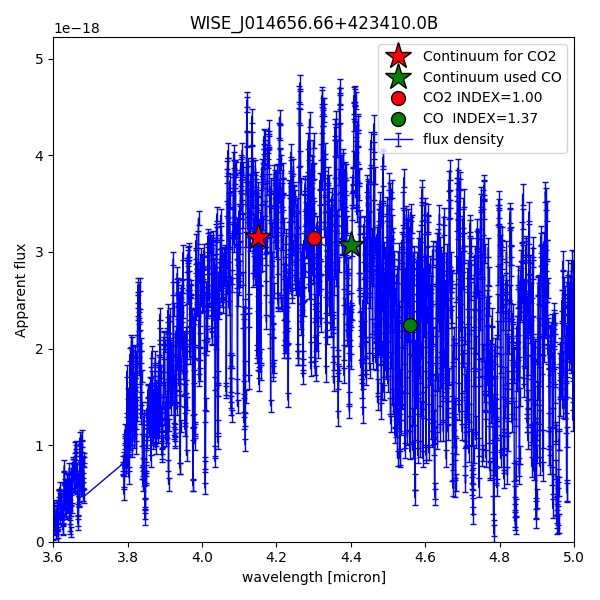 WISE_J014656.66+423410.0B
1e−18
Continuum for CO2
Continuum used CO
CO2 INDEX=1.00
CO  INDEX=1.37
flux density
Apparent flux
5
4
3
2
1
0
3.6 3.8 4.0 4.2 4.4 4.6 4.8 5.0
wavelength [micron]